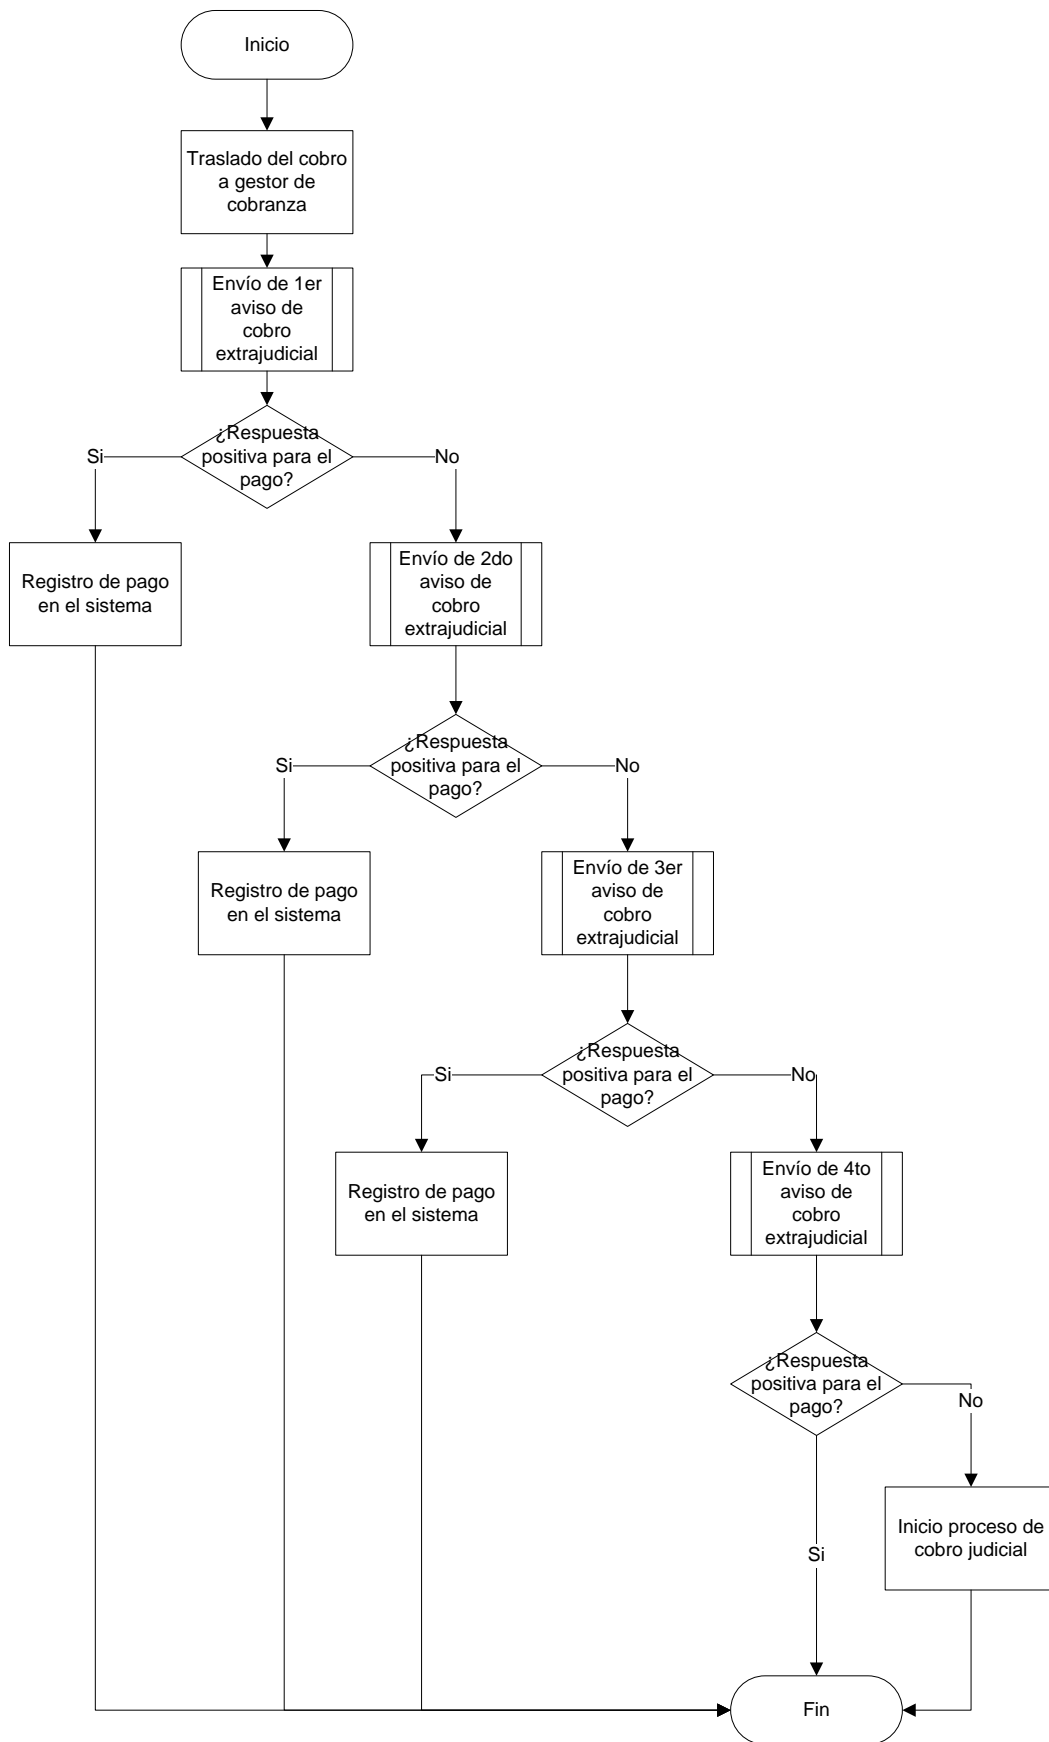 Inicio
Traslado del cobro
a gestor de
cobranza
Envío de 1er
aviso de
cobro
extrajudicial
¿Respuesta
positiva para el
pago?
Si
No
Registro de pago
en el sistema
Envío de 2do
aviso de
cobro
extrajudicial
¿Respuesta
positiva para el
pago?
Si
No
Registro de pago
en el sistema
Envío de 3er
aviso de
cobro
extrajudicial
¿Respuesta
positiva para el
pago?
Si
No
Registro de pago
en el sistema
Envío de 4to
aviso de
cobro
extrajudicial
¿Respuesta
positiva para el
pago?
No
Inicio proceso de
cobro judicial
Si
Fin